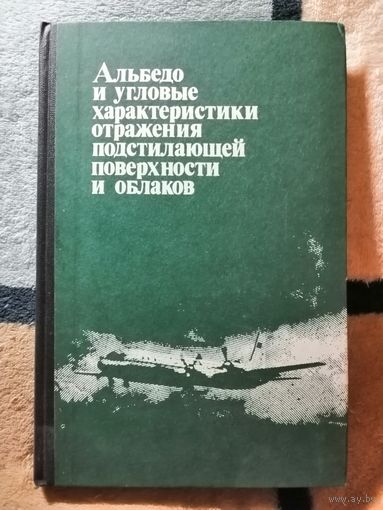 Альбедо
и угловые
характеристики
отражения
подстилающей
поверхности
и облаков
www.ay.by